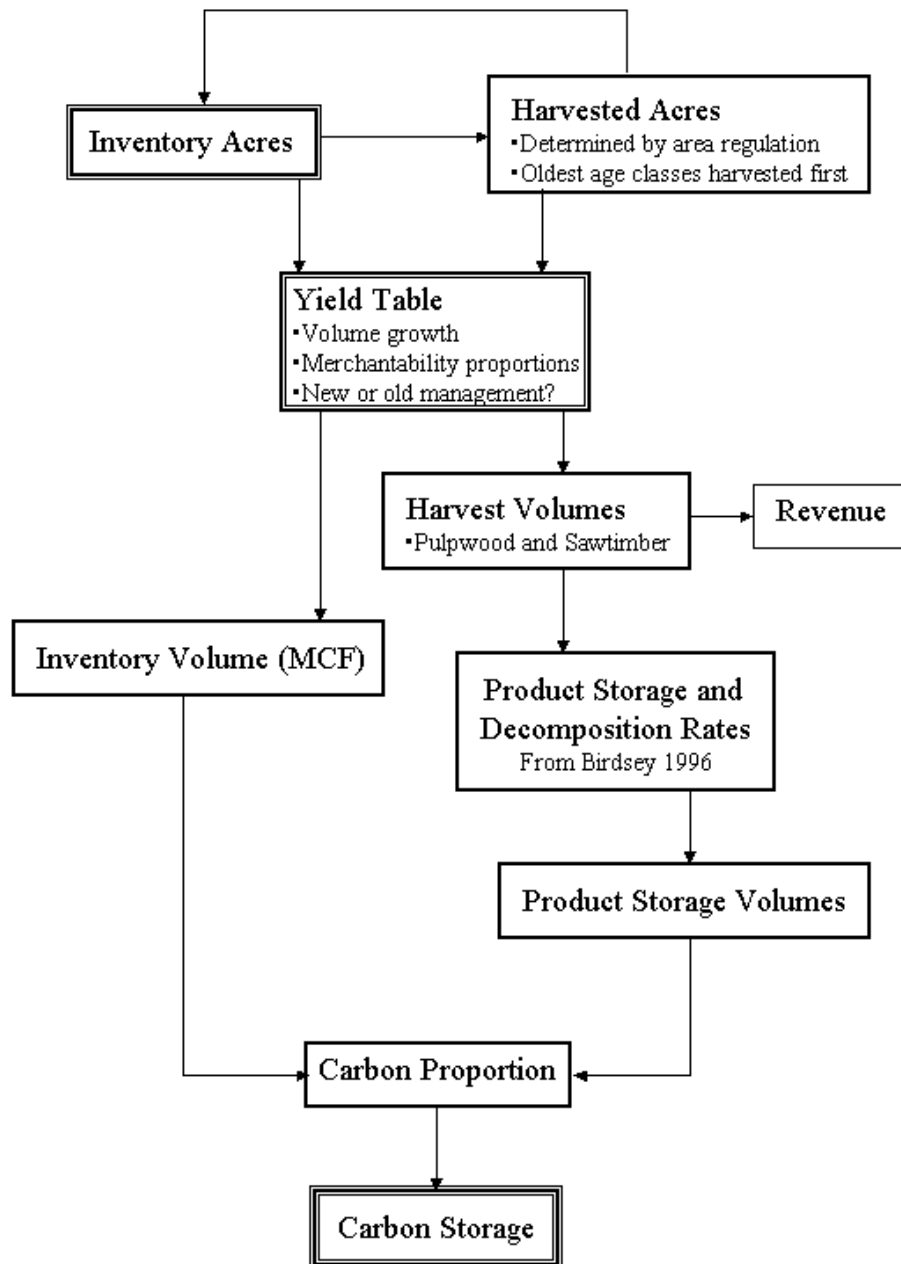 Inventory Acres
Harvested Acres
▪Determined by area regulation
▪Oldest age classes harvested first
Yield Table
▪Volume growth
▪Merchantability proportions
▪New or old management?
Harvest Volumes
▪Pulpwood and Sawtimber
Revenue
Inventory Volume (MCF)
Product Storage and
Decomposition Rates
From Birdsey 1996
Product Storage Volumes
Carbon Proportion
Carbon Storage